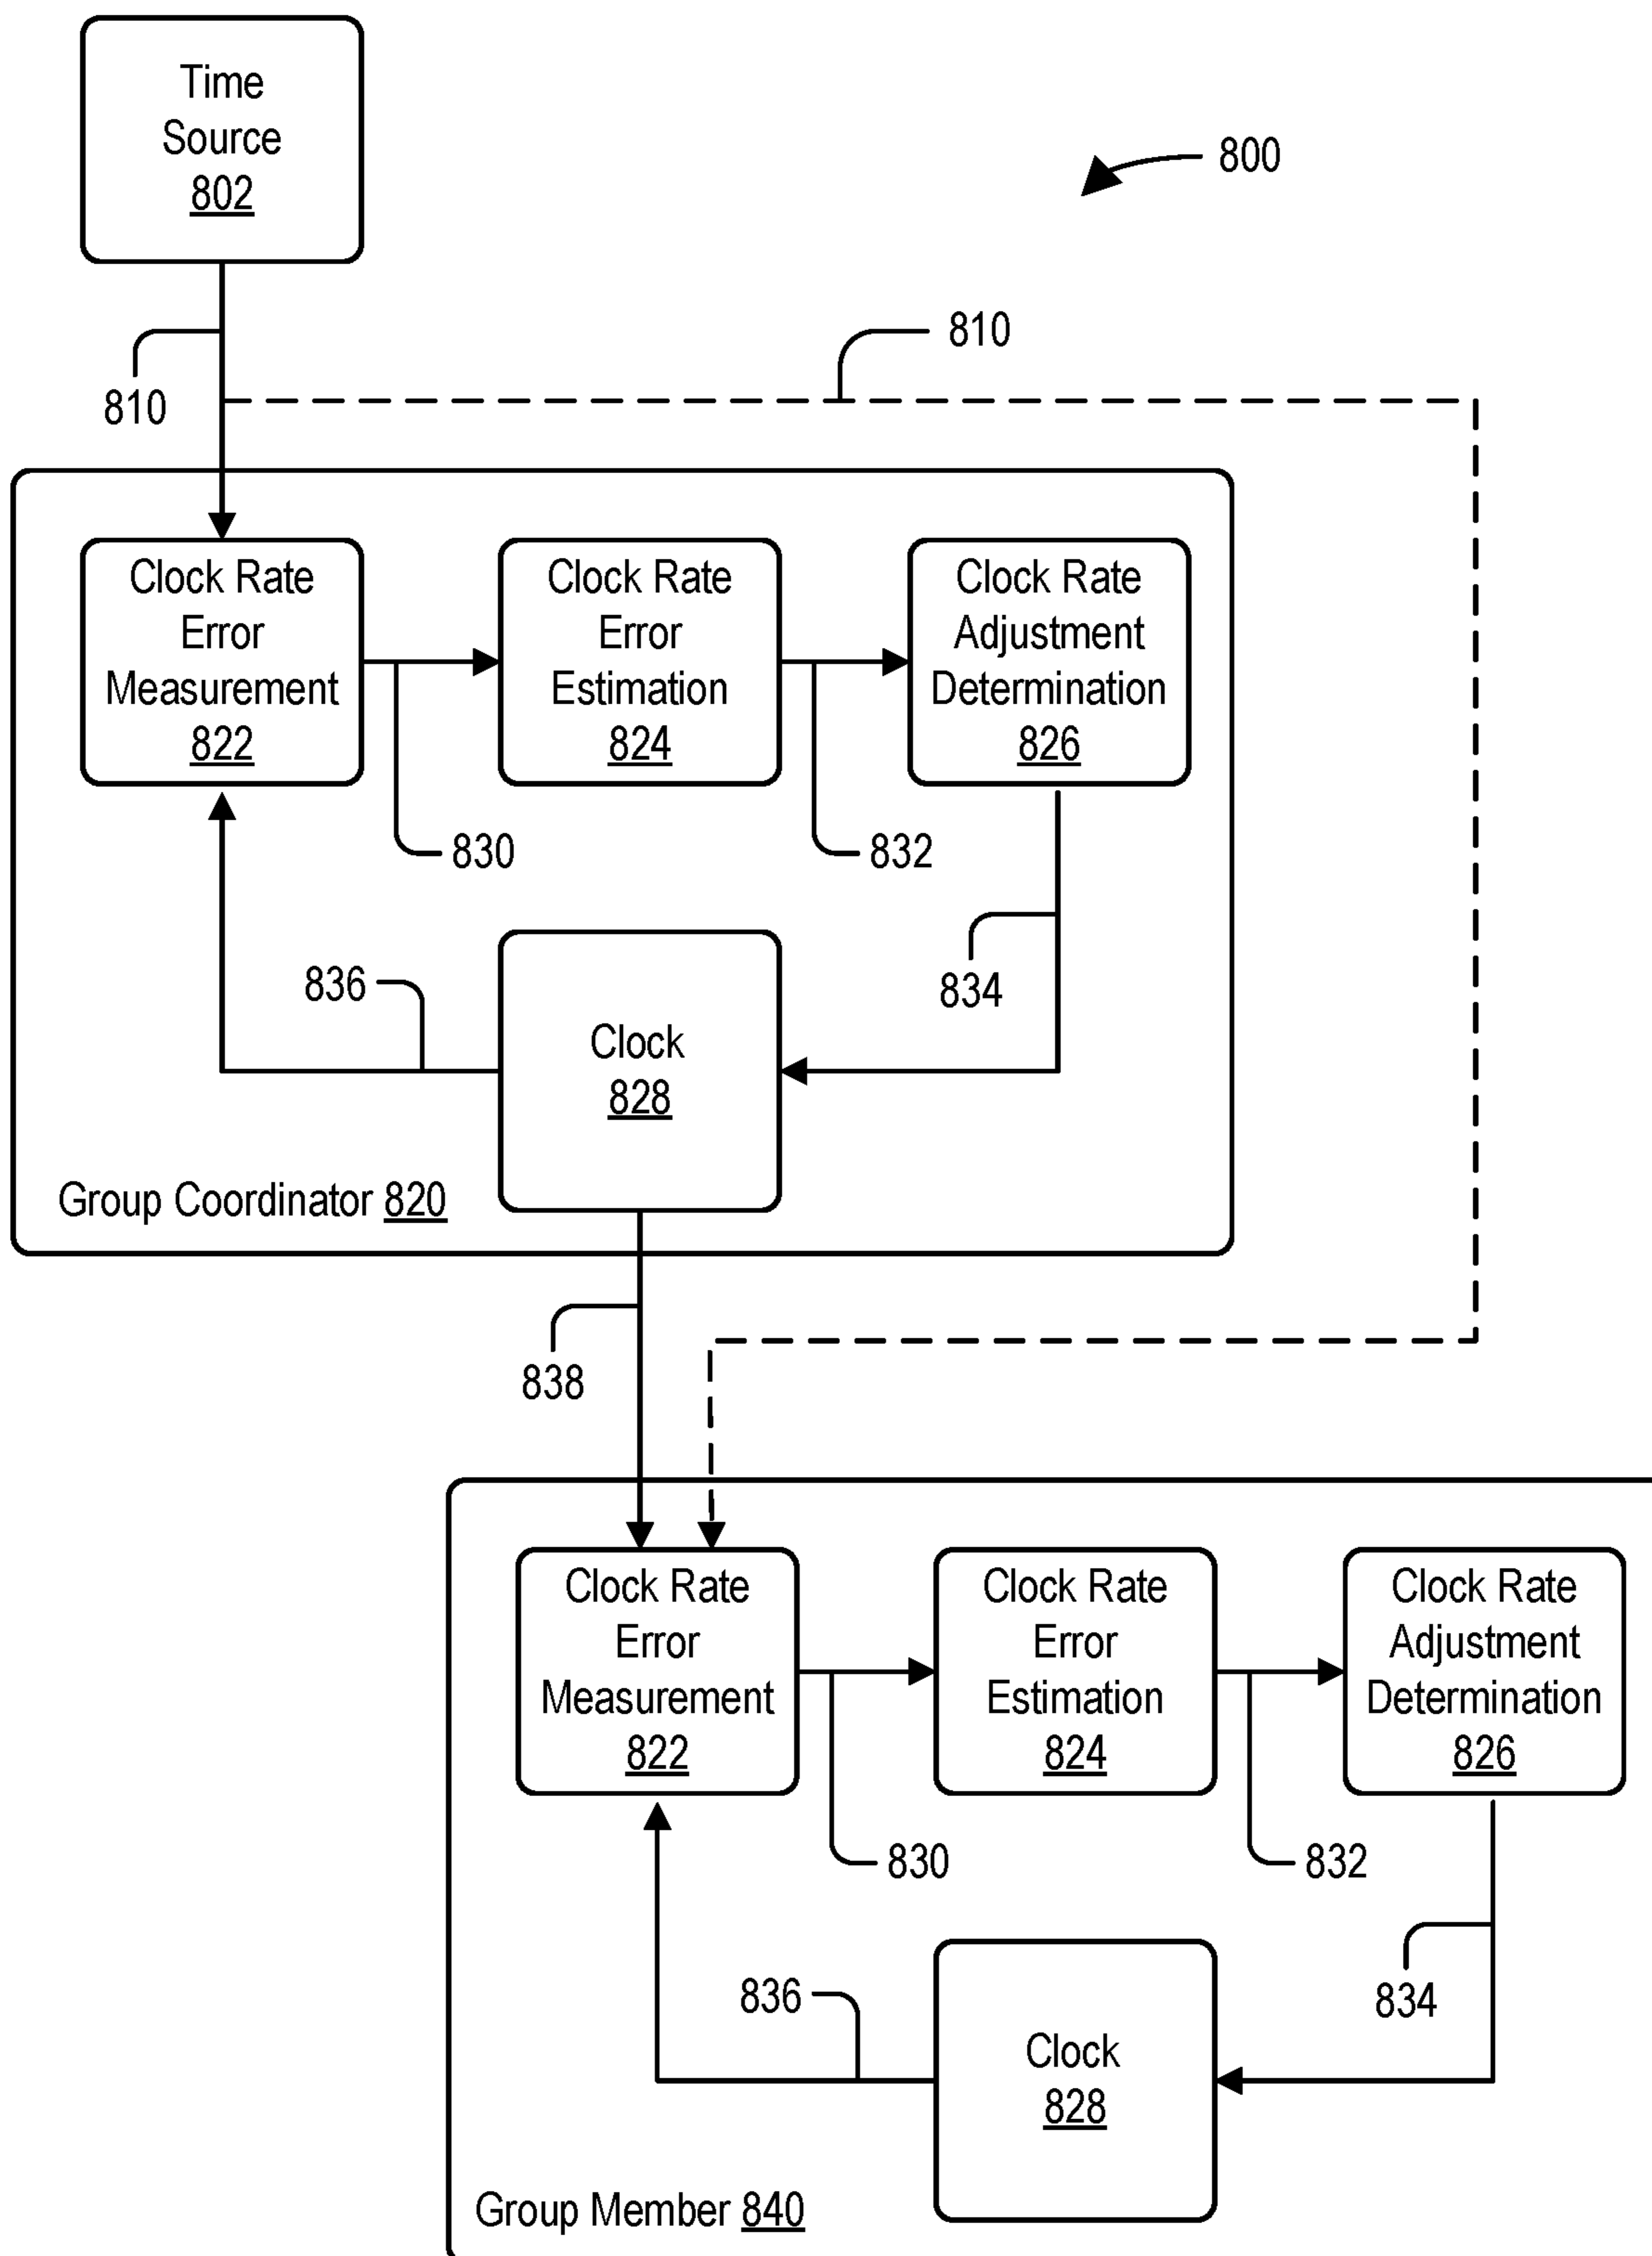 Time
Source
802
800
810
810
Clock Rate
Error
Measurement
822
Clock Rate
Error
Estimation
824
Clock Rate
Adjustment
Determination
826
830
832
834
836
Clock
828
Group Coordinator 820
838
Clock Rate
Error
Measurement
822
Clock Rate
Error
Estimation
824
Clock Rate
Adjustment
Determination
826
830
832
834
836
Clock
828
Group Member 840